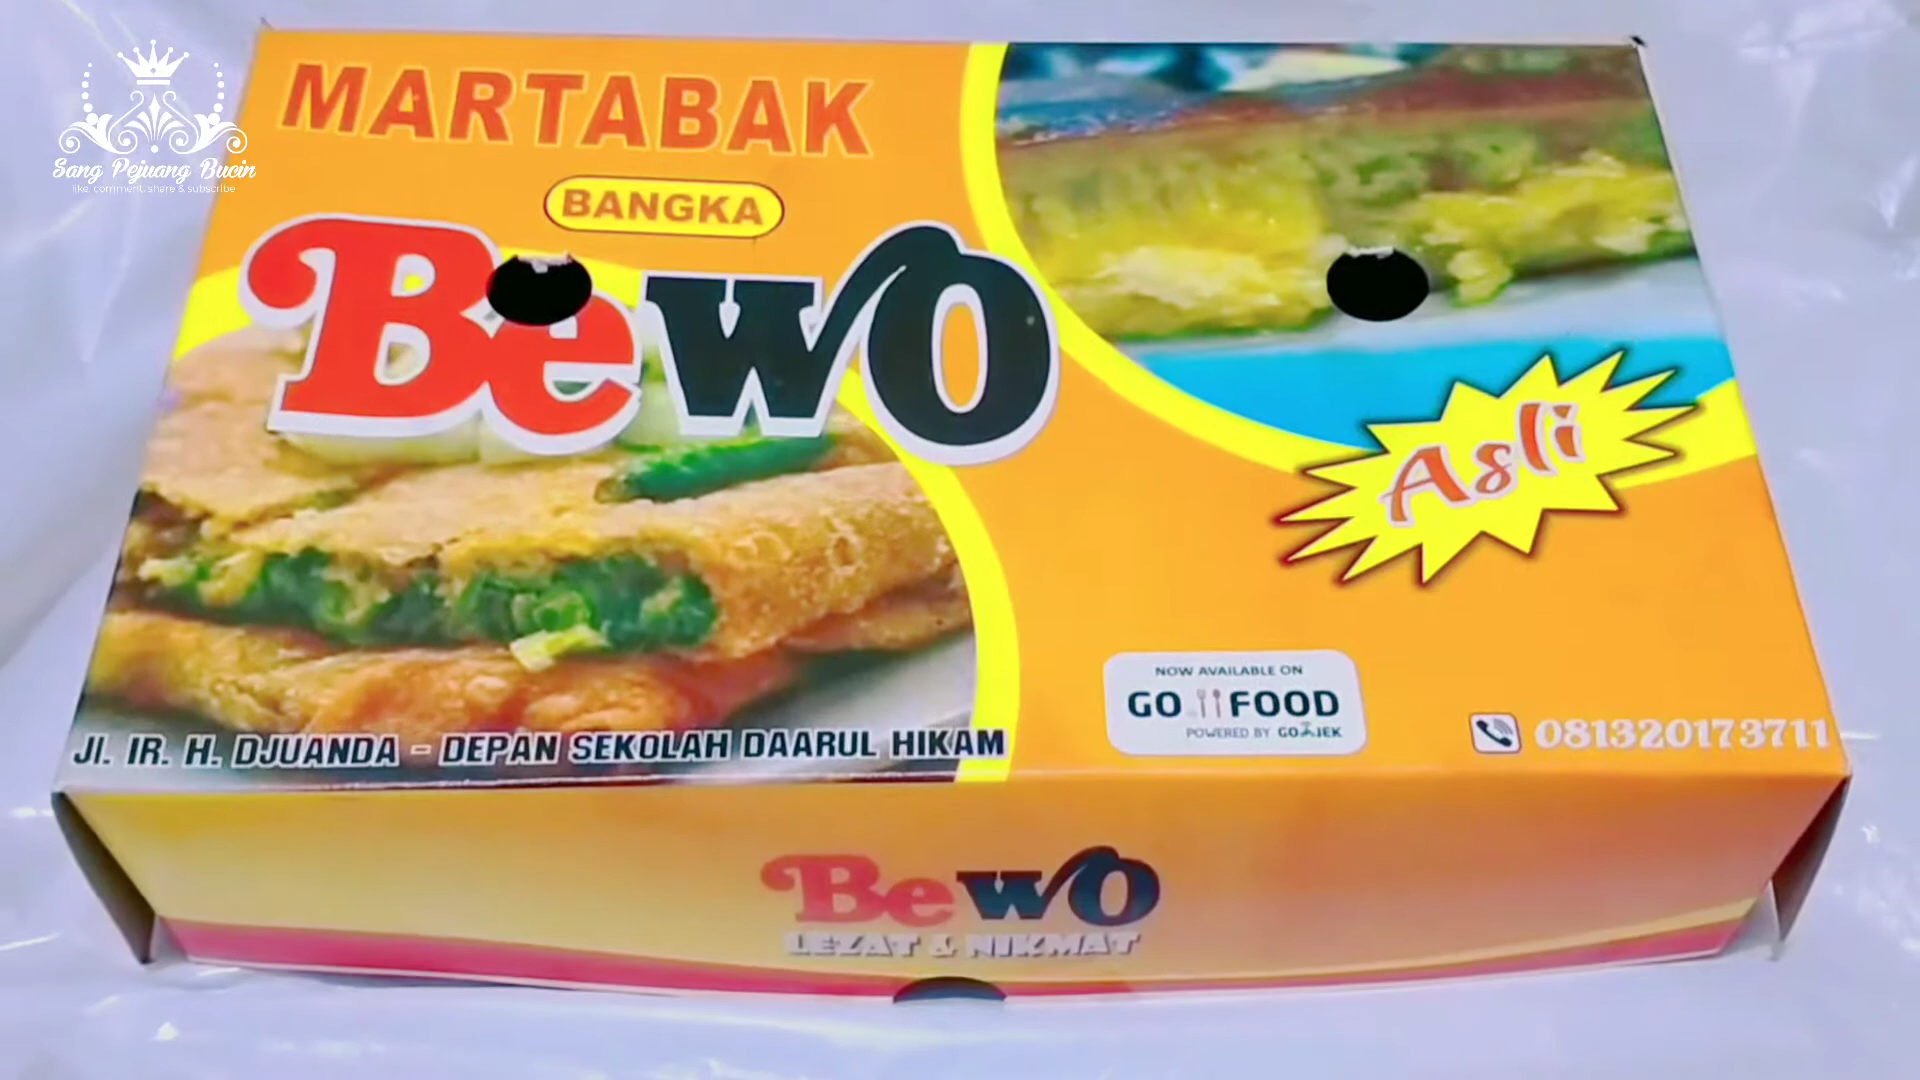 Sang Pejuang Bucin
like, comment, share & subscribe
MARTABAK
BANGKA
Bewo
Asli
NOW AVAILABLE ON
GO FOOD
POWERED BY GOJEK
Jl. IR. H. DJUANDA - DEPAN SEKOLAH DAARUL HIKAM
081320173711
Bewo
LEZAT & NIKMAT